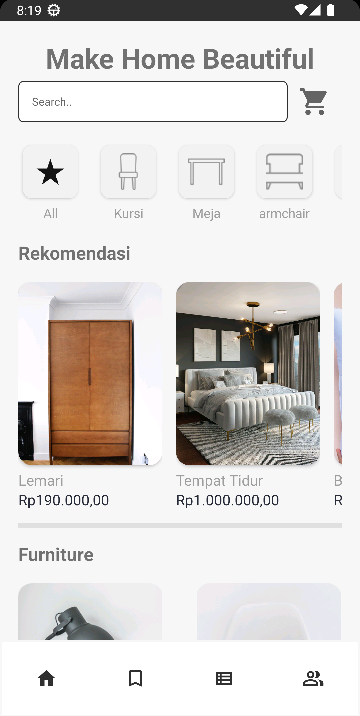 8:19
Make Home Beautiful
Search..
All
Kursi
Meja
armchair
Rekomendasi
Lemari
Tempat Tidur
B
Rp190.000,00
Rp1.000.000,00
R
Furniture